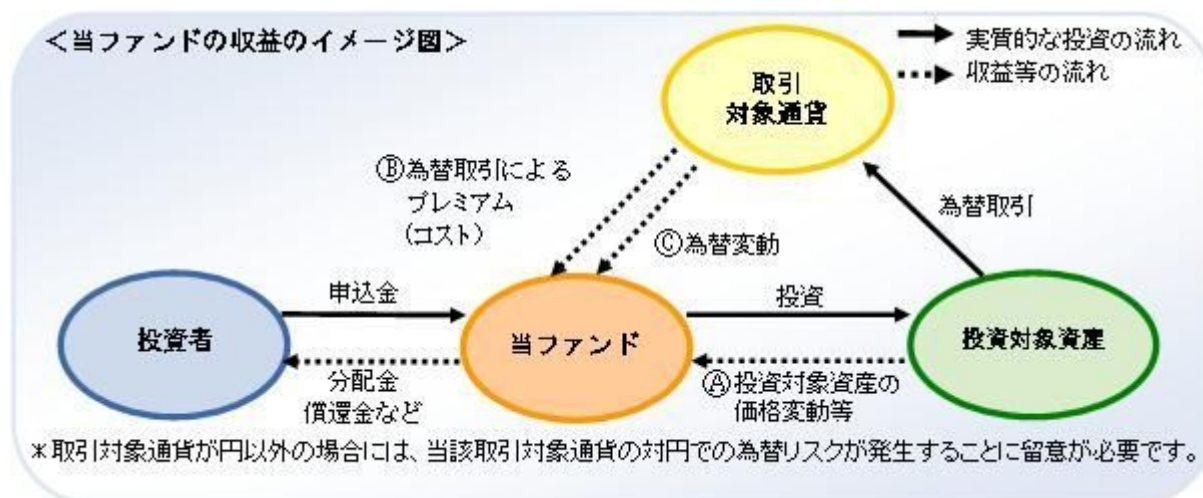 ＜当ファンドの収益のイメージ図＞
実質的な投資の流れ
収益等の流れ
取引
対象通貨
Ⓑ為替取引による
プレミアム
(コスト)
為替取引
Ⓒ為替変動
申込金
投資
投資者
当ファンド
投資対象資産
分配金
償還金など
Ⓐ投資対象資産の
価格変動等
＊取引対象通貨が円以外の場合には、当該取引対象通貨の対円での為替リスクが発生することに留意が必要です。